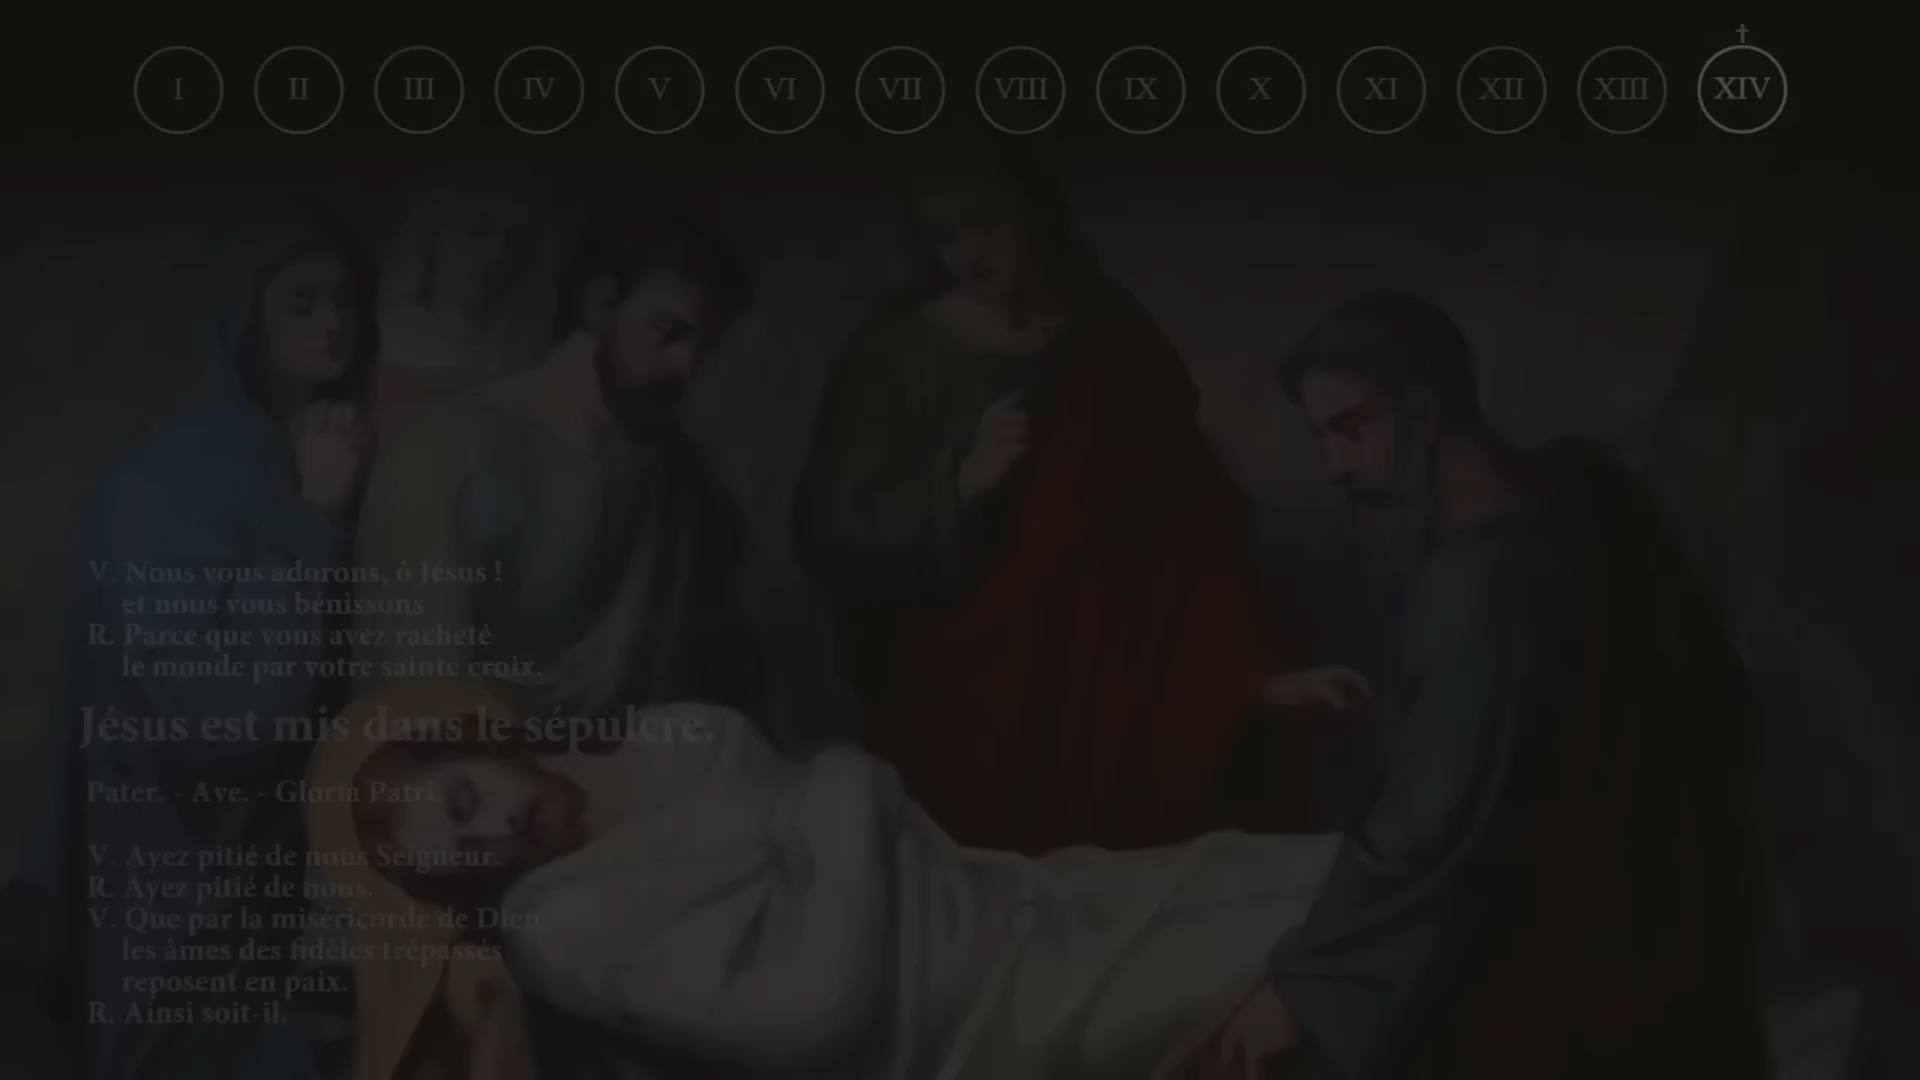 I II III IV V VI VII VIII IX X XI XII XIII XIV
V. Nous vous adorons, ô Jésus !
et nous vous bénissons
R. Parce que vous avez racheté
le monde par votre sainte croix.
Jésus est mis dans le sépulcre.
Pater. - Ave. - Gloria Patri.
V. Ayez pitié de nous Seigneur.
R. Ayez pitié de nous.
V. Que par la miséricorde de Dieu
les âmes des fidèles trépassés
reposent en paix.
R. Ainsi soit-il.